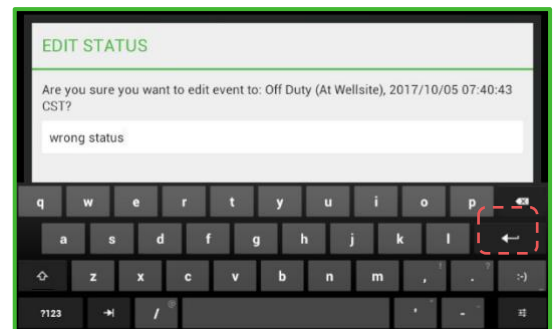 EDIT STATUS
Are you sure you want to edit event to: Off Duty (At Wellsite), 2017/10/05 07:40:43
CST?
wrong status
q w e r t y u i o p
a s d f g h j k l
z x c v b n m , ! . ? :-)
?123 / @ ' " - _